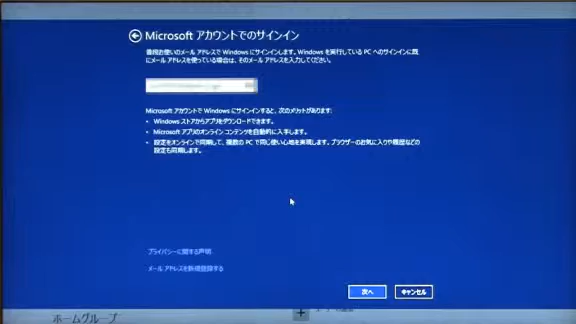 Microsoft アカウントでのサインイン
普段お使いのメール アドレスで Windows にサインインします。Windows を実行している PC へのサインインに既
にメール アドレスを使っている場合は、そのメール アドレスを入力してください。
Microsoft アカウントで Windows にサインインすると、次のメリットがあります:
• Windows ストアからアプリをダウンロードできます。
• Microsoft アプリのオンライン コンテンツを自動的に入手します。
• 設定をオンラインで同期して、複数の PC で同じ使い心地を実現します。ブラウザーのお気に入りや履歴などの
設定も同期します。
プライバシーに関する声明
メール アドレスを新規登録する
次へ
キャンセル
ホームグループ